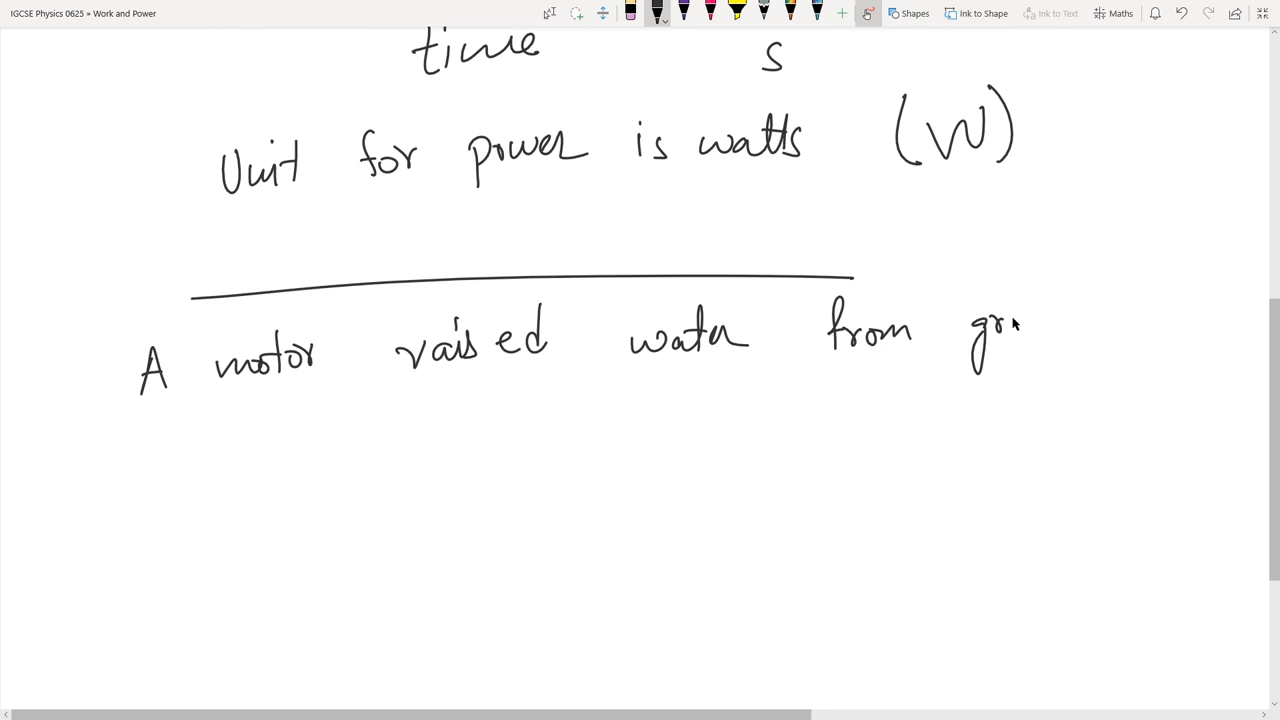 IGCSE Physics 0625 » Work and Power
Shapes Ink to Shape Ink to Text Maths
time s
Unit for power is watts (W)
A motor raised water from gr